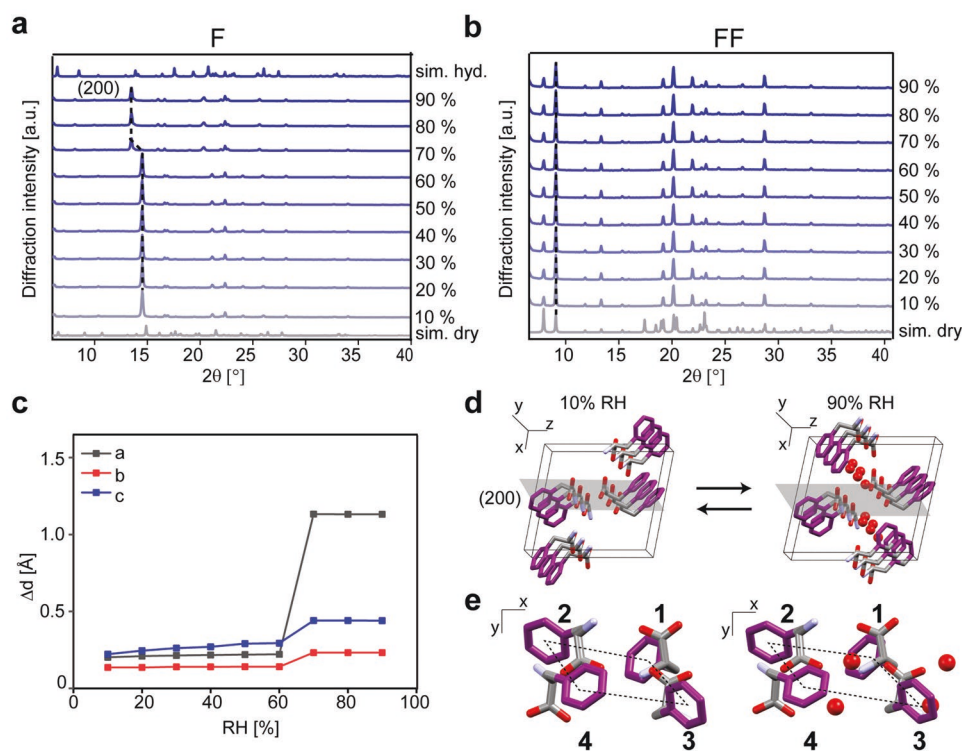 a
F
Diffraction intensity [a.u.]
(200)
sim. hyd.
90 %
80 %
70 %
60 %
50 %
40 %
30 %
20 %
10 %
sim. dry
10 15 20 25 30 35 40
2θ [°]
b
FF
Diffraction intensity [a.u.]
90 %
80 %
70 %
60 %
50 %
40 %
30 %
20 %
10 %
sim. dry
10 15 20 25 30 35 40
2θ [°]
c
Δd [Å]
1.5
1.0
0.5
0
a
b
c
0 20 40 60 80 100
RH [%]
d
10% RH
90% RH
y
z
x
y
z
x
(200)
e
x
y
2
1
4
3
x
y
2
1
4
3